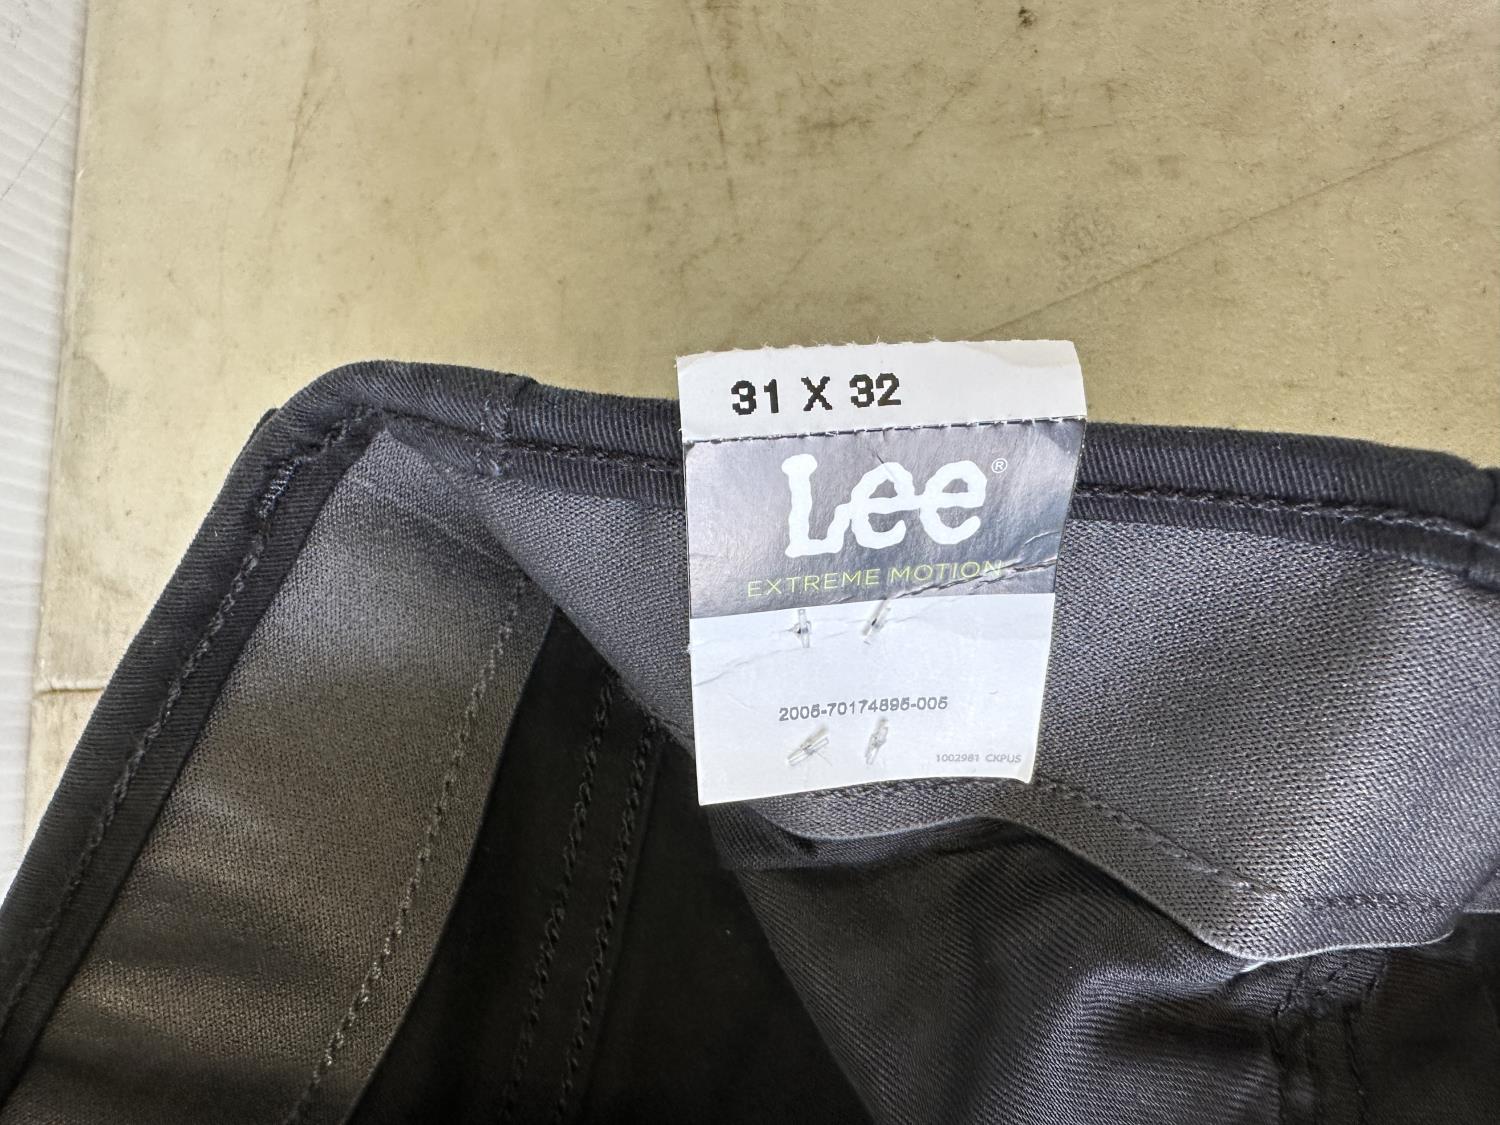 31 X 32
Lee®
EXTREME MOTION
2005-70174895-005
1002981 CKPUS